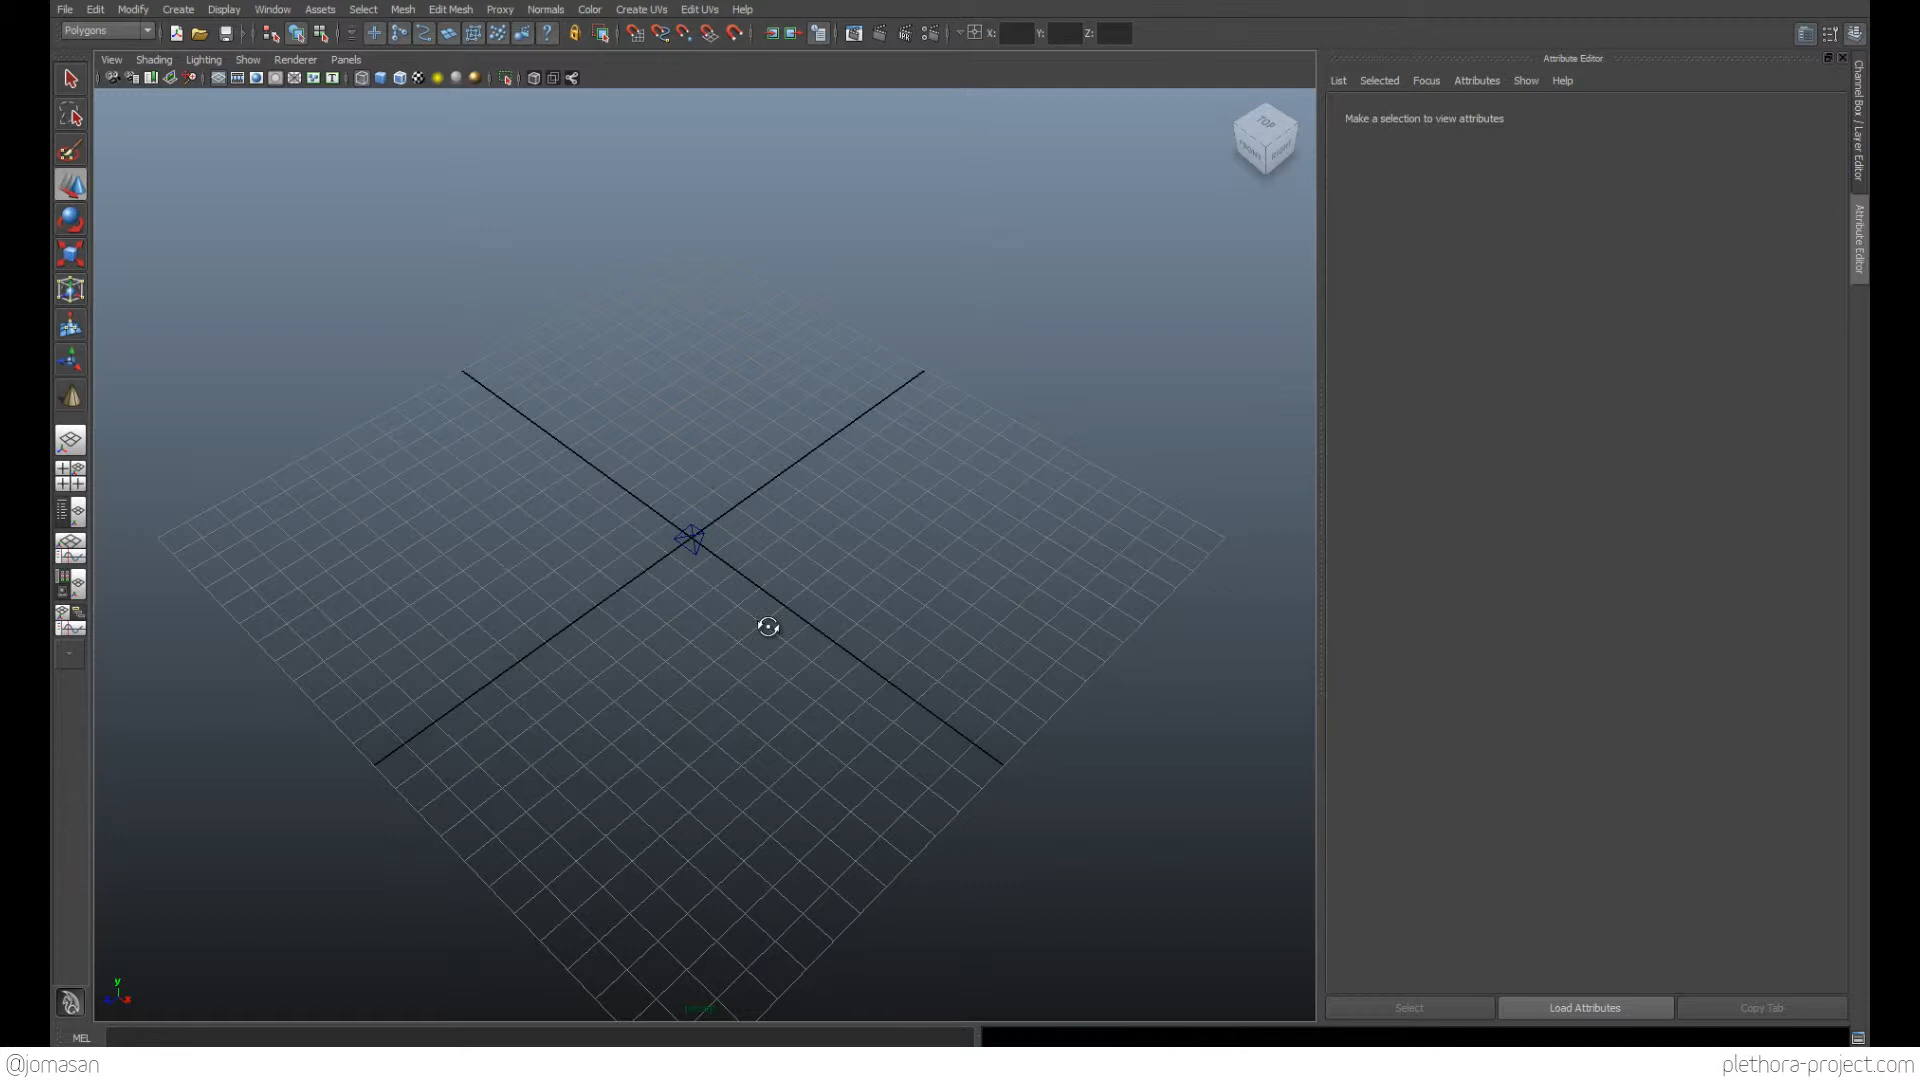 File Edit Modify Create Display Window Assets Select Mesh Edit Mesh Proxy Normals Color Create UVs Edit UVs Help
Polygons X: Y: Z:
View Shading Lighting Show Renderer Panels
Attribute Editor
List Selected Focus Attributes Show Help
Make a selection to view attributes
TOP
FRONT RIGHT
Channel Box / Layer Editor
Attribute Editor
y
x
persp
Select Load Attributes Copy Tab
MEL
@jomasan plethora-project.com